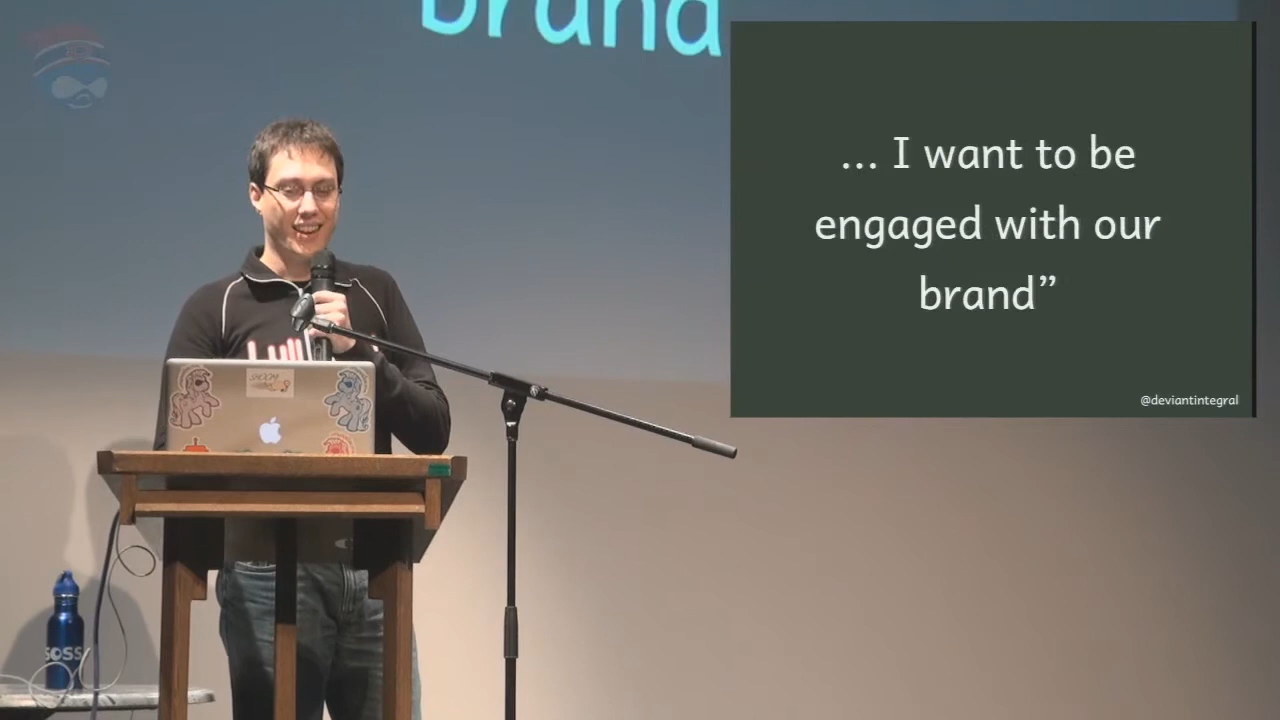 brand
... I want to be
engaged with our
brand”
@deviantintegral
SOSS